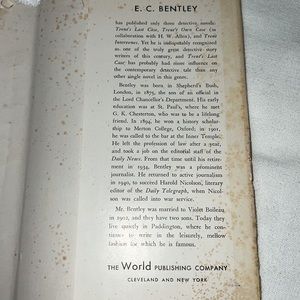 E. C. BENTLEY
has published only three detective novels:
Trent's Last Case, Trent's Own Case (in
collaboration with H. W. Allen), and Trent
Intervenes. Yet he is indisputably recognized
as one of the truly great detective story
writers of this century, and Trent's Last
Case has probably had more influence on
the contemporary detective tale than any
other single novel in this genre.
Bentley was born in Shepherd's Bush,
London, in 1875, the son of an official in
the Lord Chancellor's Department. His early
education was at St. Paul's, where he met
G. K. Chesterton, who was to be a lifelong
friend. In 1894, he won a history scholar-
ship to Merton College, Oxford; in 1901,
he was called to the bar at the Inner Temple.
He left the profession of law after a year,
and took a job on the editorial staff of the
Daily News. From that time until his retire-
ment in 1934, Bentley was a prominent
journalist. He returned to active journalism
in 1940, to succeed Harold Nicolson, literary
editor of the Daily Telegraph, when Nicol-
son was called into war service.
Mr. Bentley was married to Violet Boileau
in 1902, and they have two sons. Today they
live quietly in Paddington, where he con-
tinues to write in the leisurely, mellow
fashion for which he is famous.
THE World PUBLISHING COMPANY
CLEVELAND AND NEW YORK